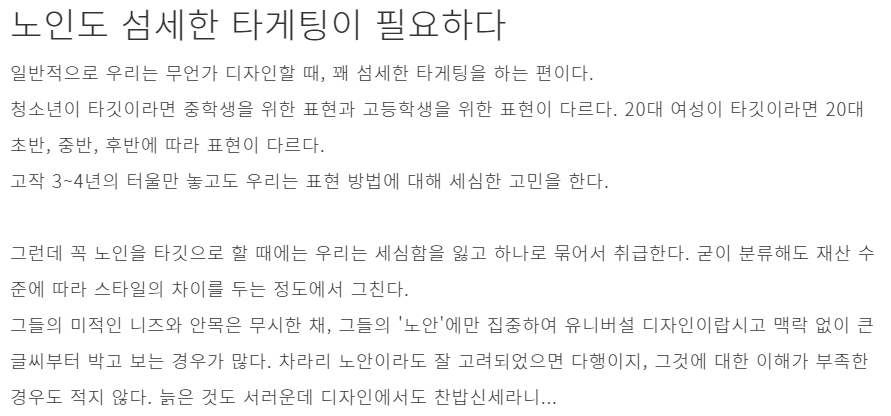 노인도 섬세한 타게팅이 필요하다
일반적으로 우리는 무언가 디자인할 때, 꽤 섬세한 타게팅을 하는 편이다.
청소년이 타깃이라면 중학생을 위한 표현과 고등학생을 위한 표현이 다르다. 20대 여성이 타깃이라면 20대
초반, 중반, 후반에 따라 표현이 다르다.
고작 3~4년의 터울만 놓고도 우리는 표현 방법에 대해 세심한 고민을 한다.
그런데 꼭 노인을 타깃으로 할 때에는 우리는 세심함을 잃고 하나로 묶어서 취급한다. 굳이 분류해도 재산 수
준에 따라 스타일의 차이를 두는 정도에서 그친다.
그들의 미적인 니즈와 안목은 무시한 채, 그들의 '노안'에만 집중하여 유니버설 디자인이랍시고 맥락 없이 큰
글씨부터 박고 보는 경우가 많다. 차라리 노안이라도 잘 고려되었으면 다행이지, 그것에 대한 이해가 부족한
경우도 적지 않다. 늙은 것도 서러운데 디자인에서도 찬밥신세라니...